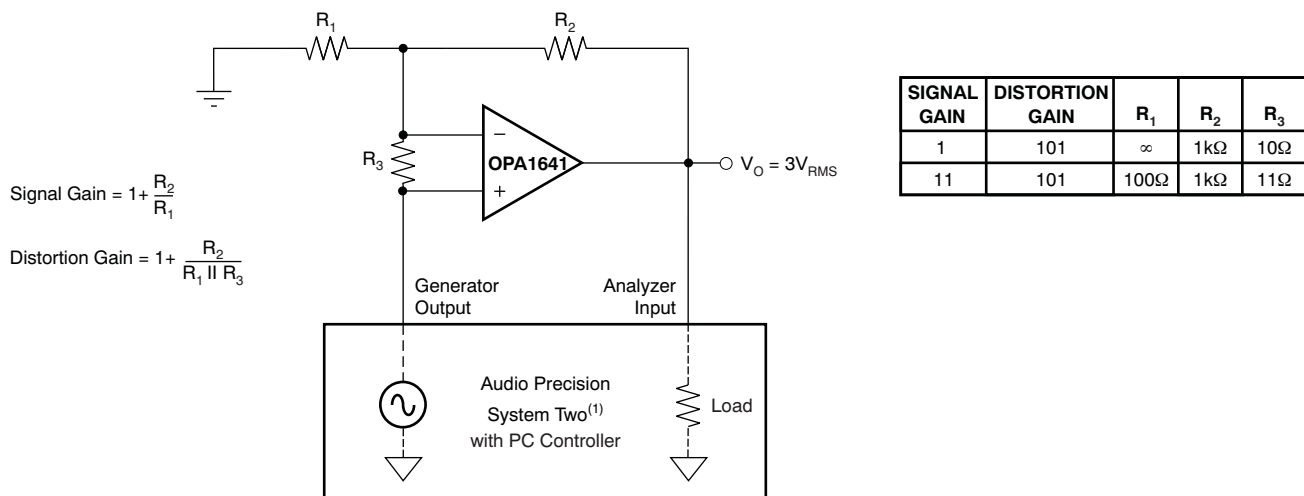 R1
R2
R3
−
+
OPA1641
VO = 3VRMS
Signal Gain = 1+ R2
R1
Distortion Gain = 1+ R2
R1 II R3
Generator
Output
Analyzer
Input
Audio Precision
System Two(1)
with PC Controller
Load
SIGNAL GAIN DISTORTION GAIN R1 R2 R3
1 101 ∞ 1kΩ 10Ω
11 101 100Ω 1kΩ 11Ω